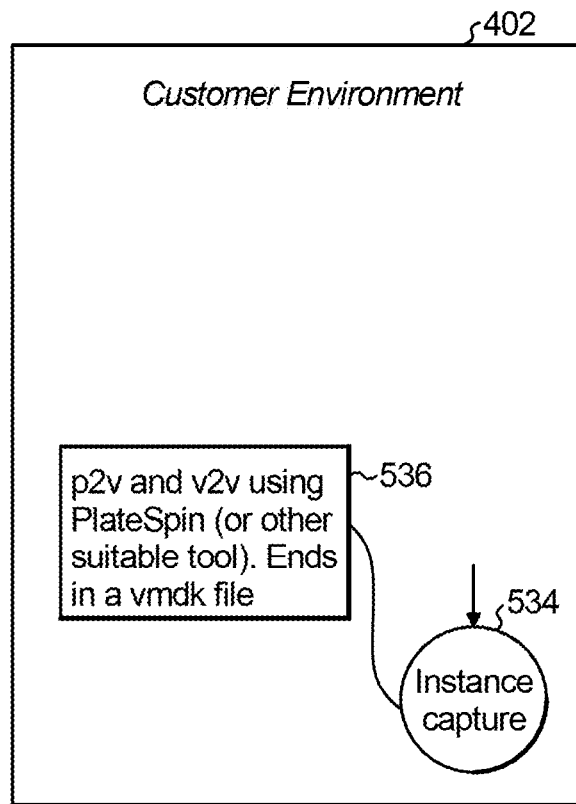 402
Customer Environment
p2v and v2v using
PlateSpin (or other
suitable tool). Ends
in a vmdk file
536
534
Instance
capture